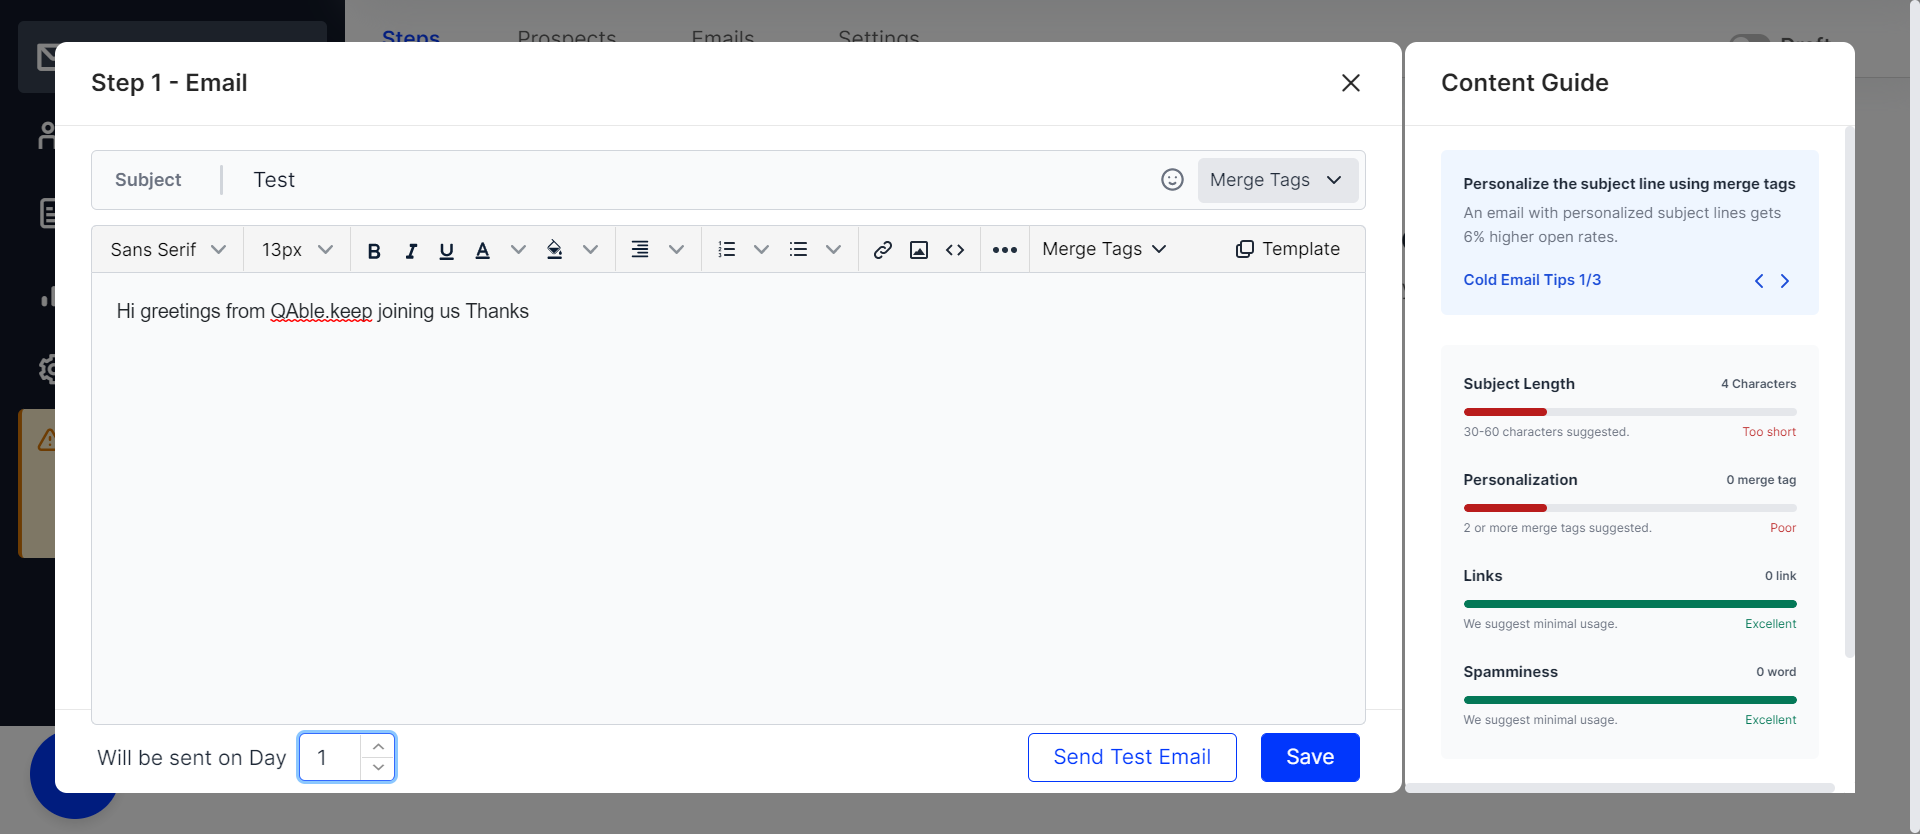 Steps Prospects Emails Settings
Draft
Step 1 - Email
Subject Test Merge Tags
Sans Serif 13px B I U A Merge Tags Template
Hi greetings from QAble.keep joining us Thanks
Will be sent on Day 1 Send Test Email Save
Content Guide
Personalize the subject line using merge tags
An email with personalized subject lines gets
6% higher open rates.
Cold Email Tips 1/3
Subject Length 4 Characters
30-60 characters suggested. Too short
Personalization 0 merge tag
2 or more merge tags suggested. Poor
Links 0 link
We suggest minimal usage. Excellent
Spamminess 0 word
We suggest minimal usage. Excellent